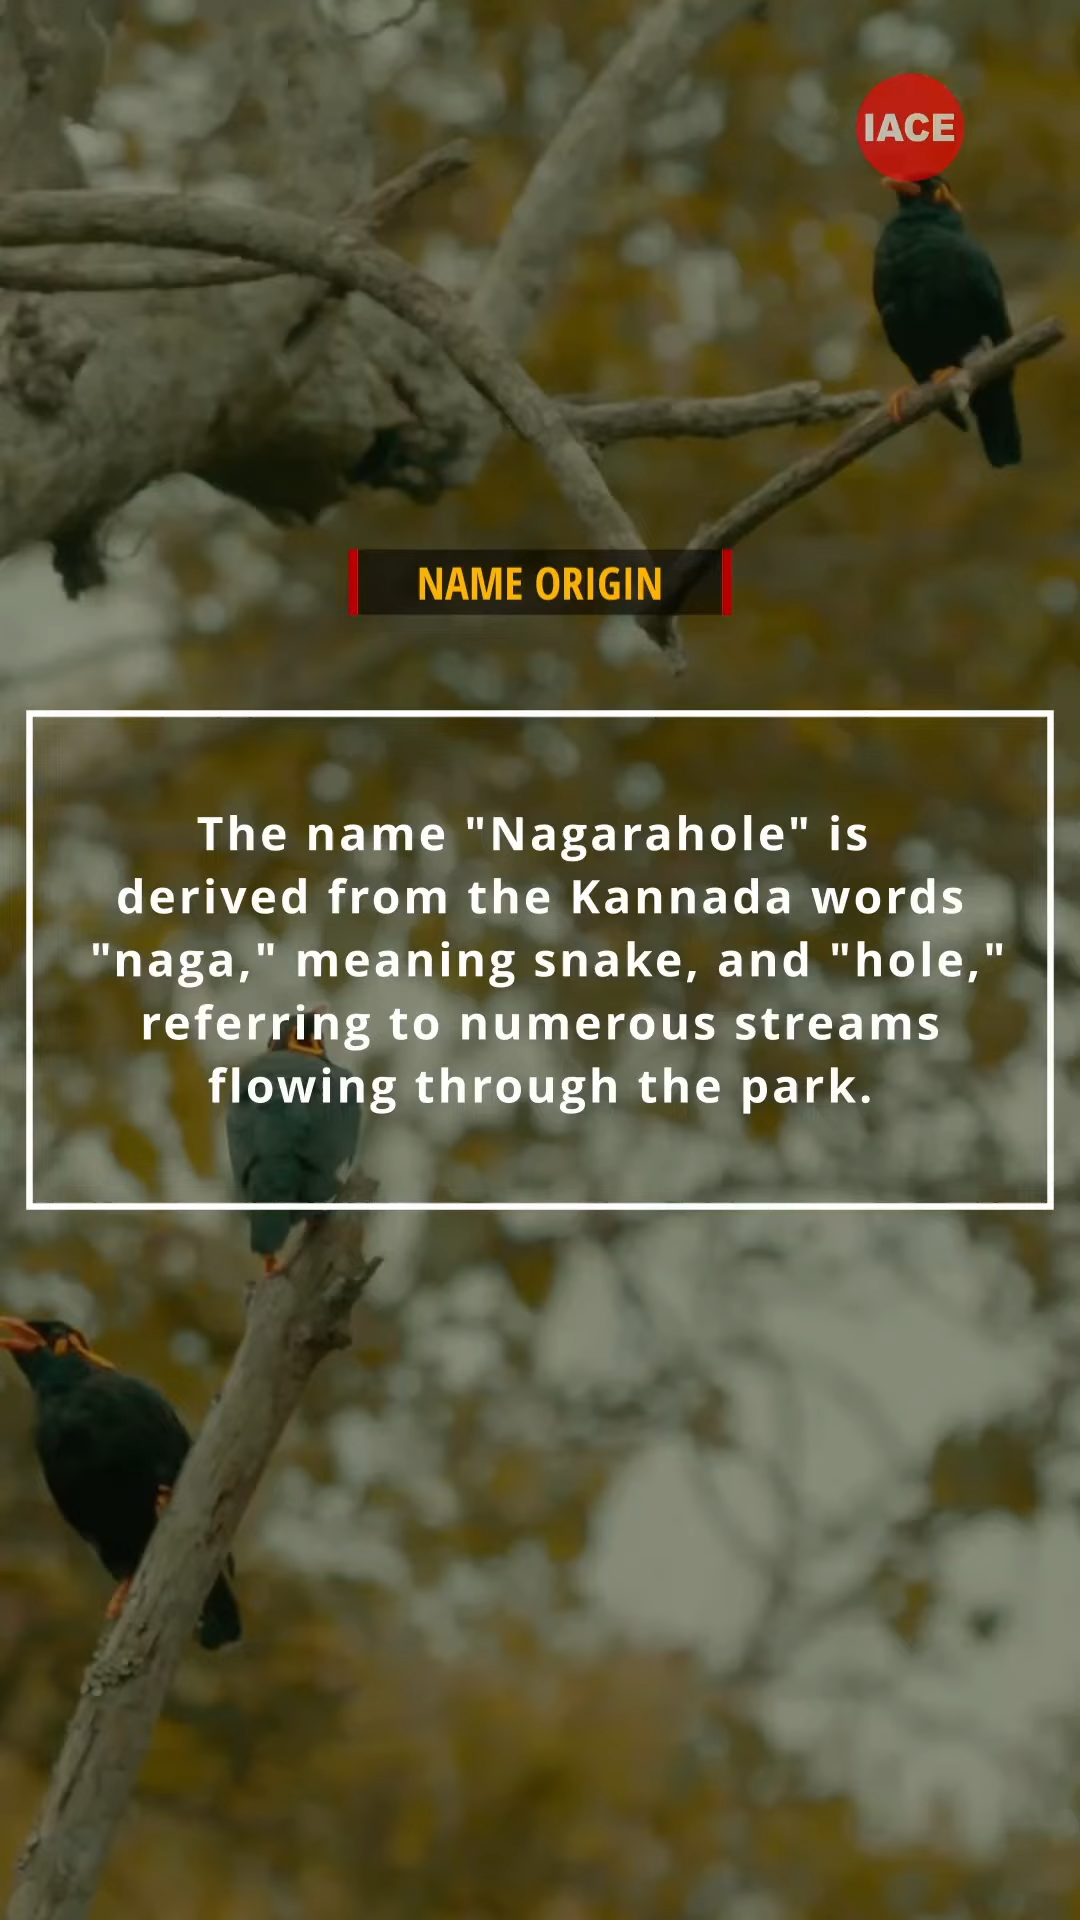 IACE
NAME ORIGIN
The name "Nagarahole" is
derived from the Kannada words
"naga," meaning snake, and "hole,"
referring to numerous streams
flowing through the park.